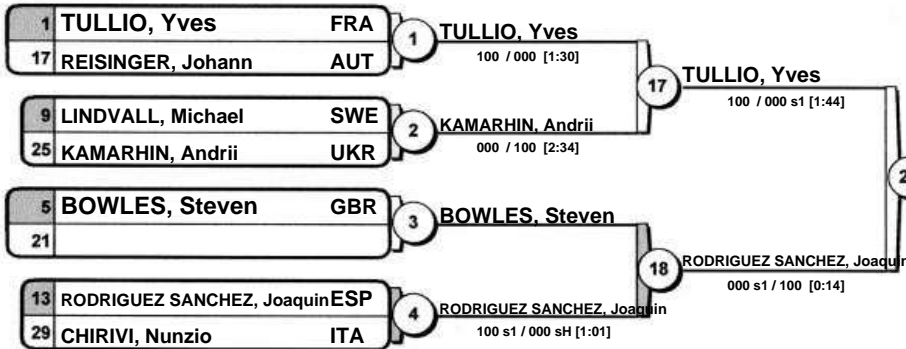 1 TULLIO, Yves FRA
17 REISINGER, Johann AUT
1
TULLIO, Yves
100 / 000 [1:30]
9 LINDVALL, Michael SWE
25 KAMARHIN, Andrii UKR
2
KAMARHIN, Andrii
000 / 100 [2:34]
17
TULLIO, Yves
100 / 000 s1 [1:44]
5 BOWLES, Steven GBR
21
3
BOWLES, Steven
13 RODRIGUEZ SANCHEZ, Joaquin ESP
29 CHIRIVI, Nunzio ITA
4
RODRIGUEZ SANCHEZ, Joaquin
100 s1 / 000 sH [1:01]
18
RODRIGUEZ SANCHEZ, Joaquin
000 s1 / 100 [0:14]